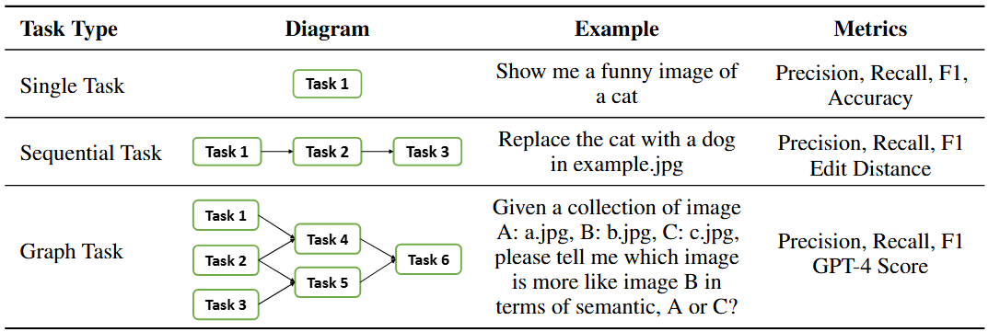 Task Type Diagram Example Metrics
Single Task
Task 1
Show me a funny image of
a cat
Precision, Recall, F1,
Accuracy
Sequential Task
Task 1 Task 2 Task 3
Replace the cat with a dog
in example.jpg
Precision, Recall, F1
Edit Distance
Graph Task
Task 1
Task 2
Task 3
Task 4
Task 5
Task 6
Given a collection of image
A: a.jpg, B: b.jpg, C: c.jpg,
please tell me which image
is more like image B in
terms of semantic, A or C?
Precision, Recall, F1
GPT-4 Score